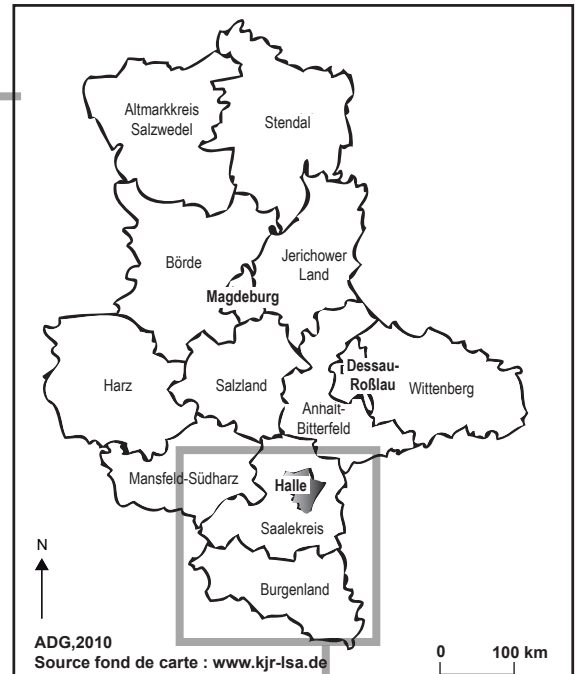 Altmarkkreis
Salzwedel
Stendal
Börde
Jerichower
Land
Magdeburg
Harz
Salzland
Dessau-
Roßlau
Wittenberg
Anhalt-
Bitterfeld
Mansfeld-Südharz
Halle
Saalekreis
Burgenland
N
ADG,2010
Source fond de carte : www.kjr-lsa.de
0 100 km